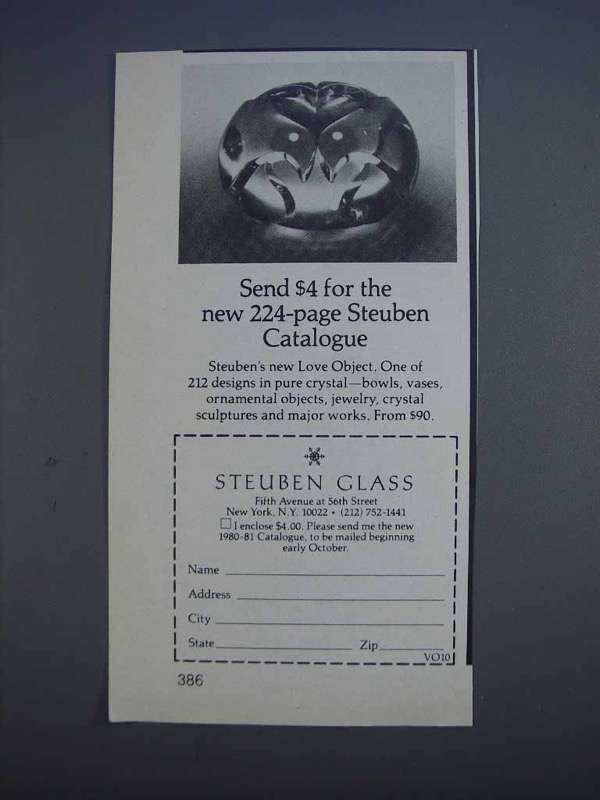 Send $4 for the
new 224-page Steuben
Catalogue
Steuben's new Love Object. One of
212 designs in pure crystal—bowls, vases,
ornamental objects, jewelry, crystal
sculptures and major works. From $90.
STEUBEN GLASS
Fifth Avenue at 56th Street
New York, N.Y. 10022 • (212) 752-1441
I enclose $4.00. Please send me the new
1980-81 Catalogue, to be mailed beginning
early October.
Name
Address
City
State Zip
VO10
386